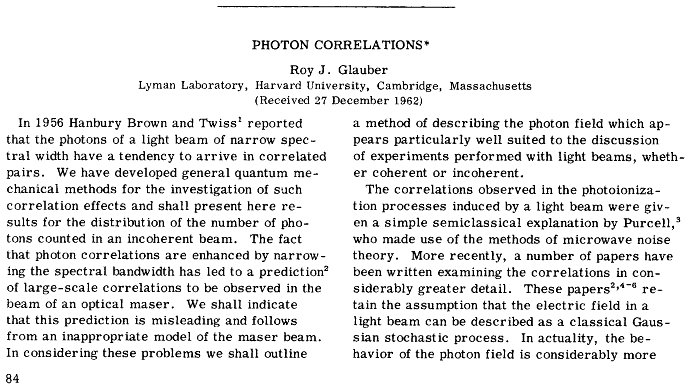 PHOTON CORRELATIONS*
Roy J. Glauber
Lyman Laboratory, Harvard University, Cambridge, Massachusetts
(Received 27 December 1962)
In 1956 Hanbury Brown and Twiss¹ reported
that the photons of a light beam of narrow spec-
tral width have a tendency to arrive in correlated
pairs. We have developed general quantum me-
chanical methods for the investigation of such
correlation effects and shall present here re-
sults for the distribution of the number of pho-
tons counted in an incoherent beam. The fact
that photon correlations are enhanced by narrow-
ing the spectral bandwidth has led to a prediction²
of large-scale correlations to be observed in the
beam of an optical maser. We shall indicate
that this prediction is misleading and follows
from an inappropriate model of the maser beam.
In considering these problems we shall outline
a method of describing the photon field which ap-
pears particularly well suited to the discussion
of experiments performed with light beams, wheth-
er coherent or incoherent.
The correlations observed in the photoioniza-
tion processes induced by a light beam were giv-
en a simple semiclassical explanation by Purcell,³
who made use of the methods of microwave noise
theory. More recently, a number of papers have
been written examining the correlations in con-
siderably greater detail. These papers²,⁴⁻⁶ re-
tain the assumption that the electric field in a
light beam can be described as a classical Gaus-
sian stochastic process. In actuality, the be-
havior of the photon field is considerably more
84